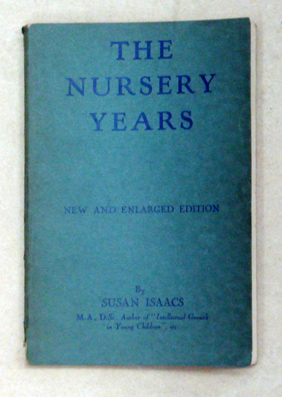 THE
NURSERY
YEARS
NEW AND ENLARGED EDITION
By
SUSAN ISAACS
M.A., D.Sc. Author of "Intellectual Growth
in Young Children", etc